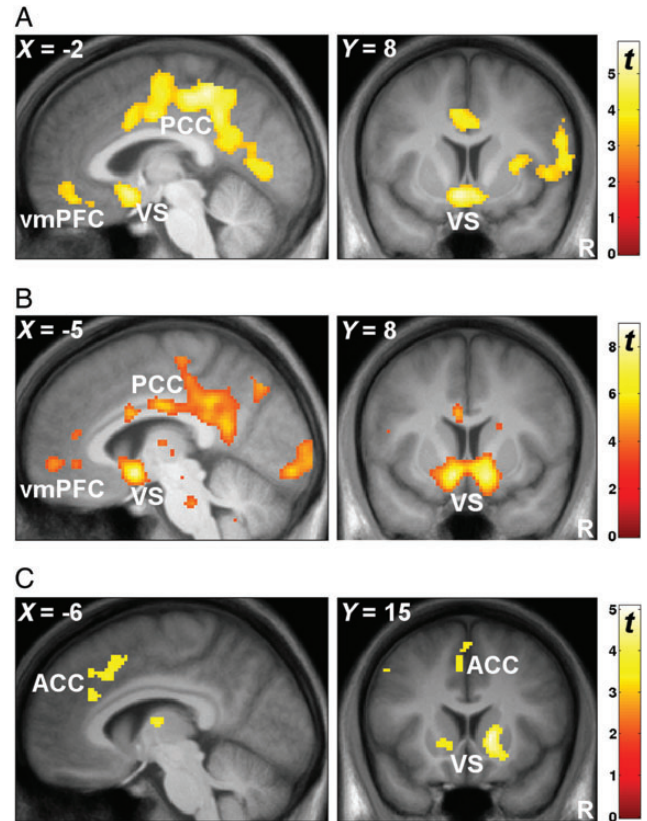 A
X = -2
PCC
vmPFC
VS
Y = 8
VS
R
t
5
4
3
2
1
0
B
X = -5
PCC
vmPFC
VS
Y = 8
VS
R
t
8
6
4
2
0
C
X = -6
ACC
Y = 15
ACC
VS
R
t
5
4
3
2
1
0